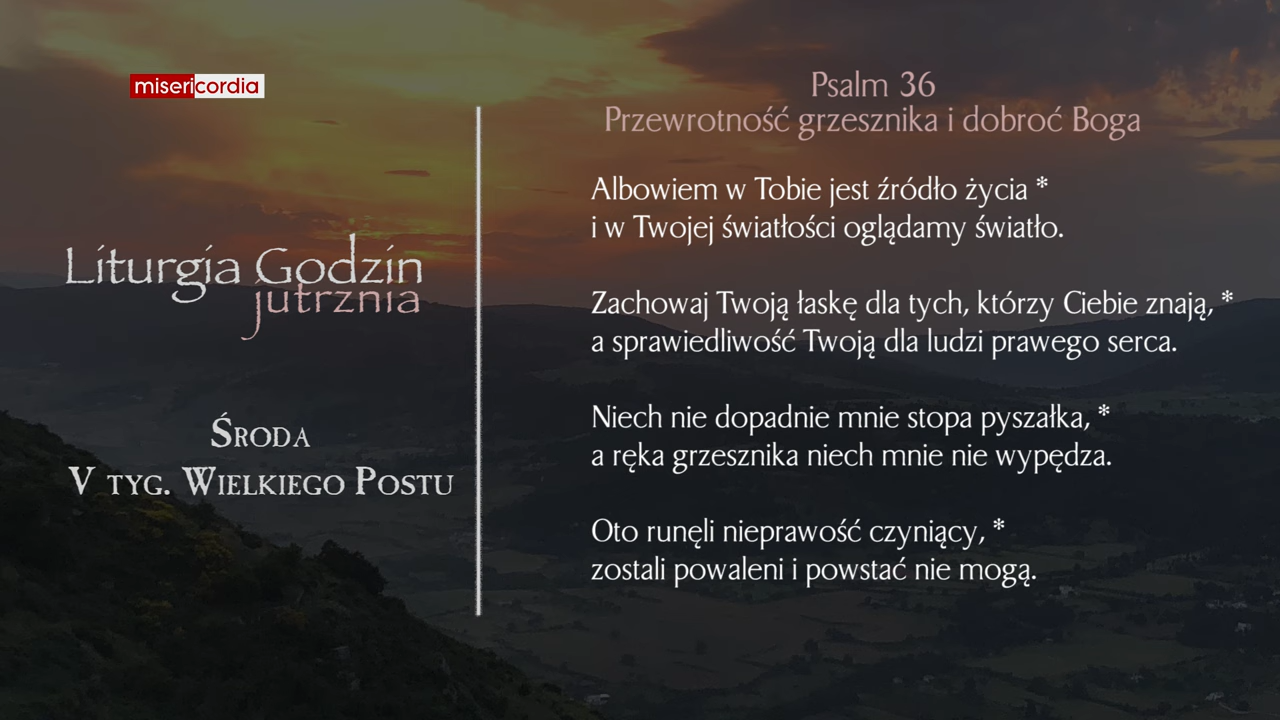 misericordia
Liturgia Godzin
jutrznia
Środa
V tyg. Wielkiego Postu
Psalm 36
Przewrotność grzesznika i dobroć Boga
Albowiem w Tobie jest źródło życia *
i w Twojej światłości oglądamy światło.
Zachowaj Twoją łaskę dla tych, którzy Ciebie znają, *
a sprawiedliwość Twoją dla ludzi prawego serca.
Niech nie dopadnie mnie stopa pyszałka, *
a ręka grzesznika niech mnie nie wypędza.
Oto runęli nieprawość czyniący, *
zostali powaleni i powstać nie mogą.